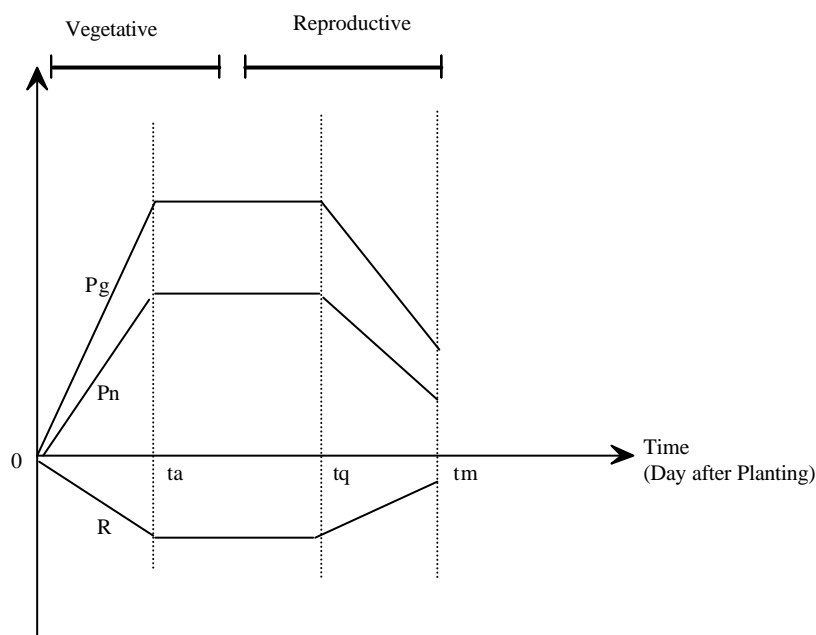 Vegetative
Reproductive
Pg
Pn
0
ta
tq
tm
Time
(Day after Planting)
R